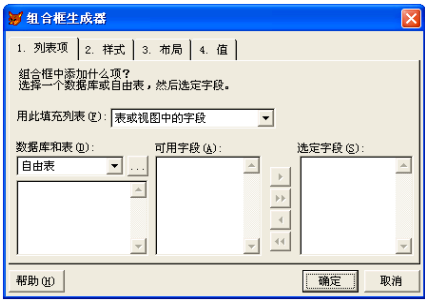 组合框生成器
1. 列表项
2. 样式
3. 布局
4. 值
组合框中添加什么项?
选择一个数据库或自由表，然后选定字段。
用此填充列表(F): 表或视图中的字段
数据库和表(D):
可用字段(A):
选定字段(S):
自由表
...
帮助(H)
确定
取消